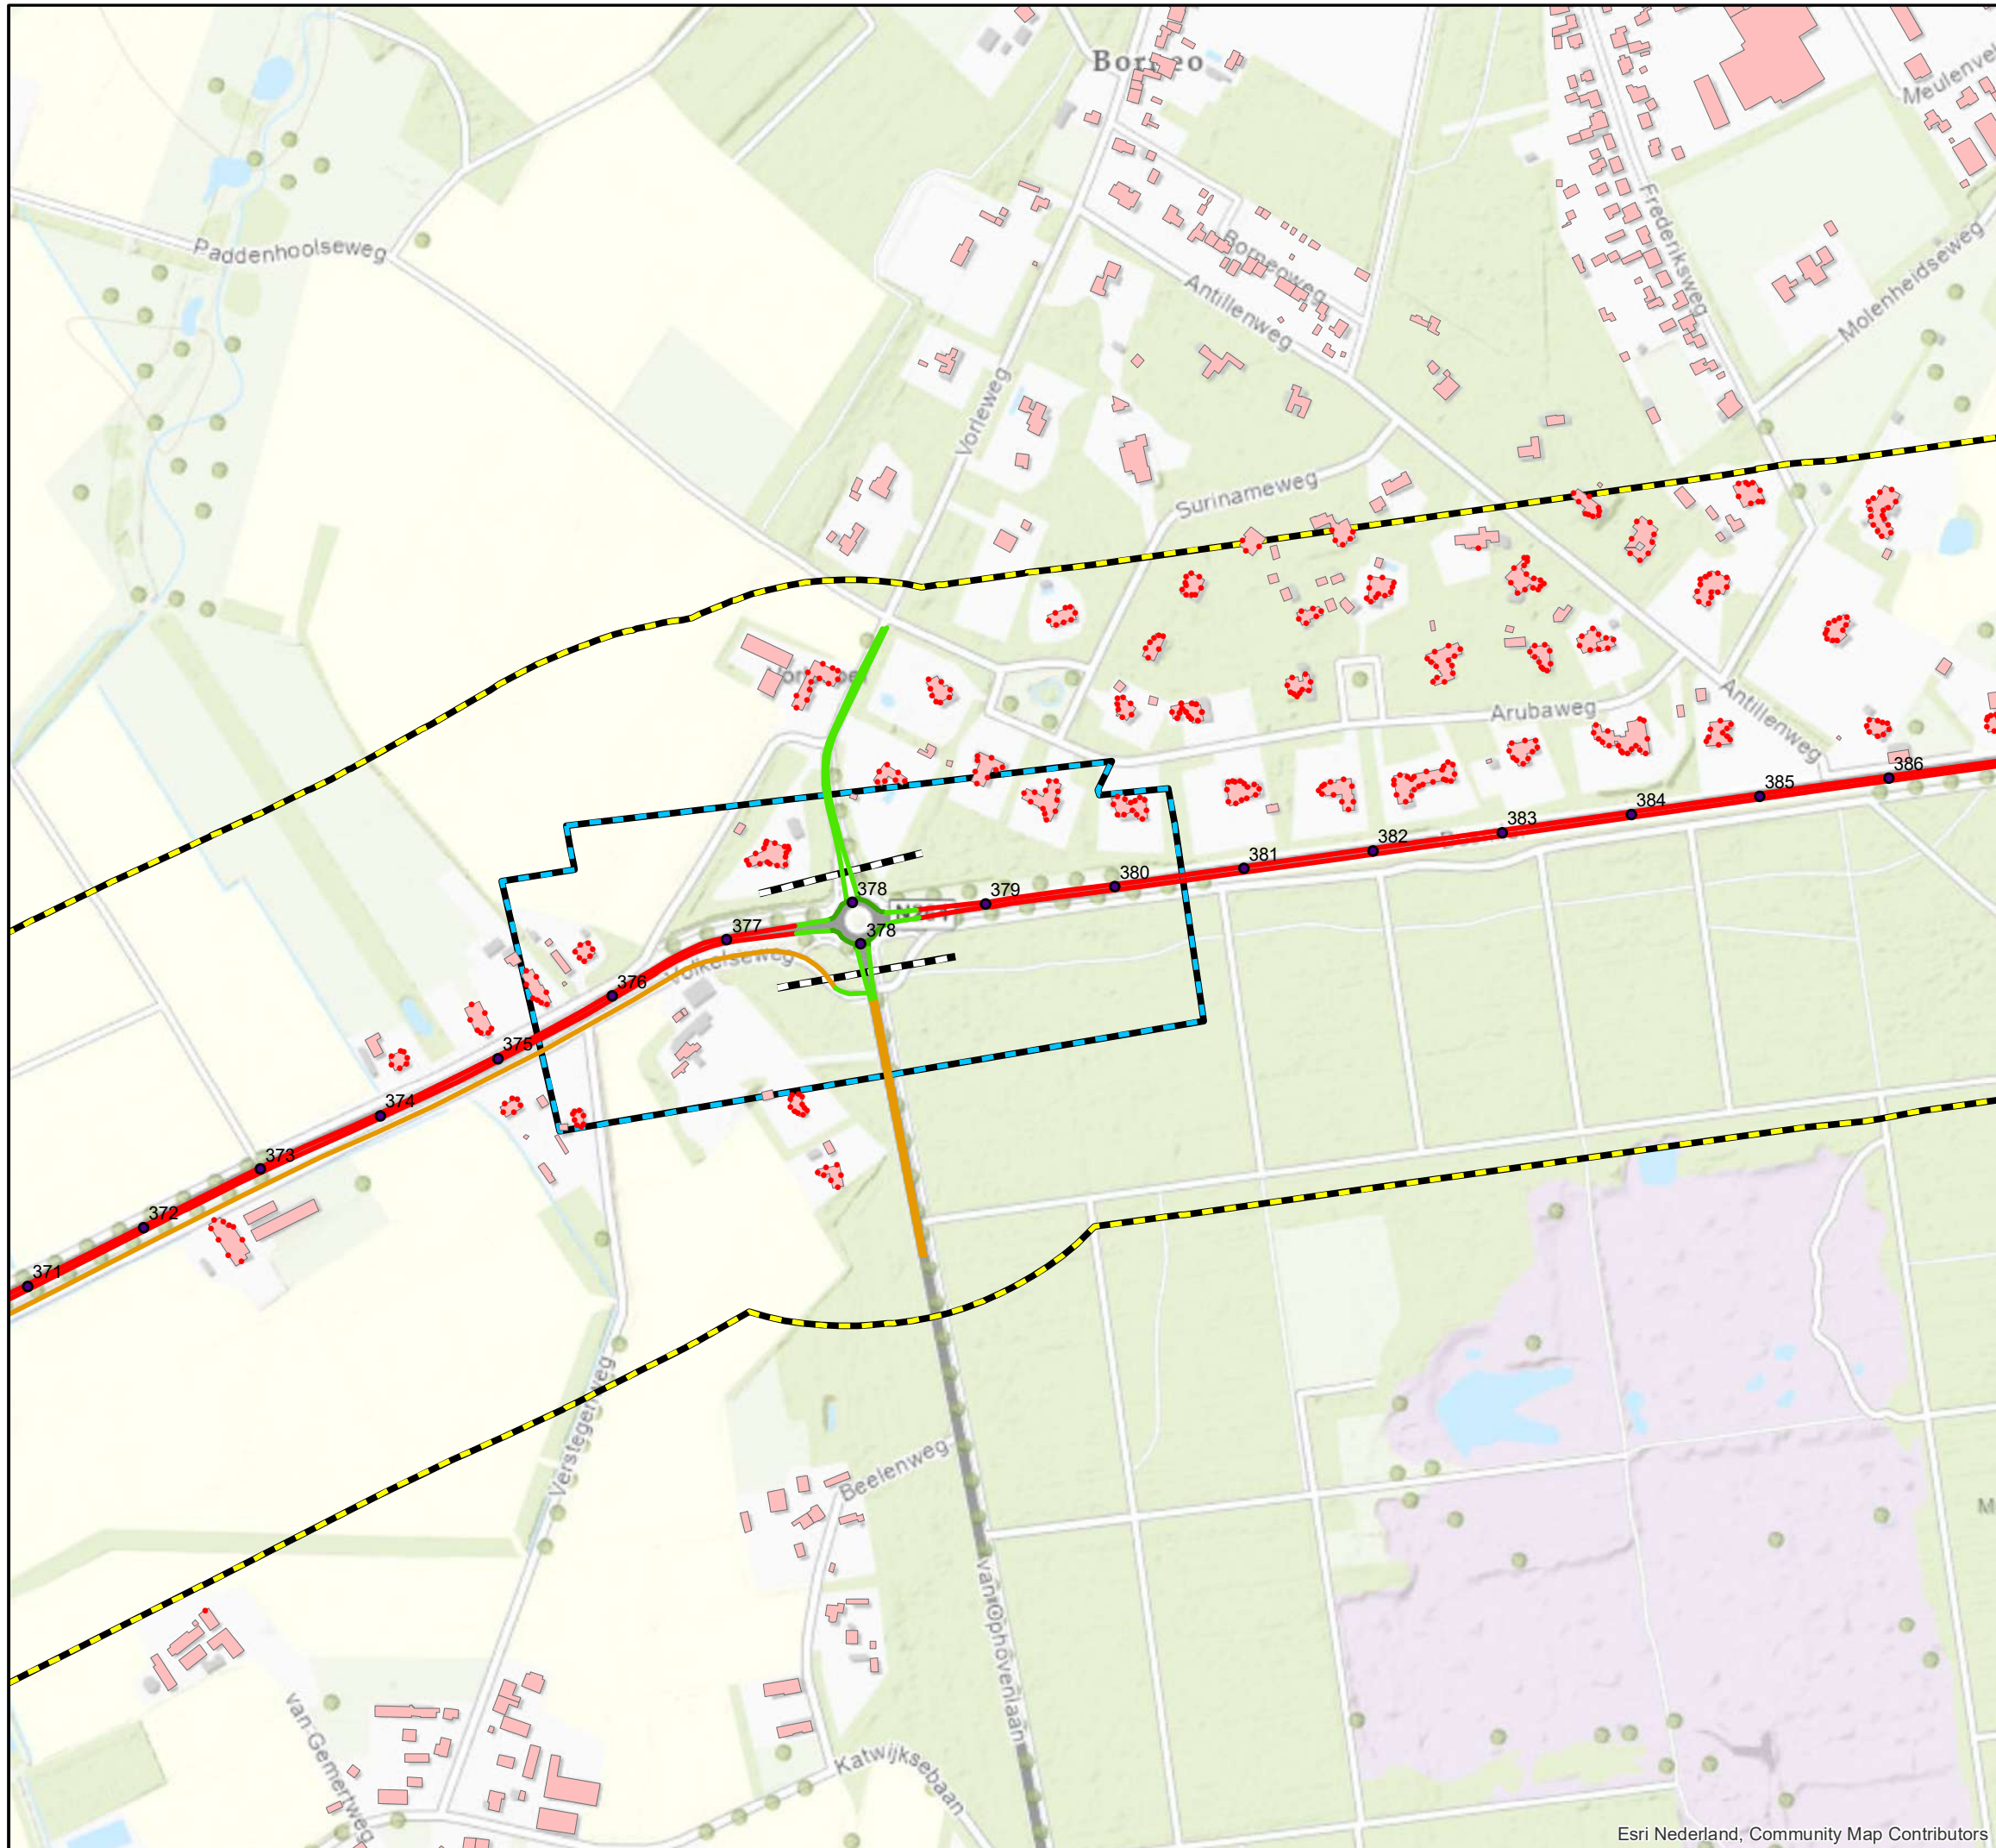 Borneo
Meulenvel
Paddenhoolseweg
Frederiksweg
Borneoweg
Antillenweg
Molenheidseweg
Vorleweg
Surinameweg
Arubaweg
Antillenweg
386
385
384
383
382
381
380
379
378
378
377
Volkelseweg
376
375
374
373
372
371
Verstegenweg
Beelenweg
van Ophovenlaan
M
van Gemertweg
Katwijksebaan
Esri Nederland, Community Map Contributors